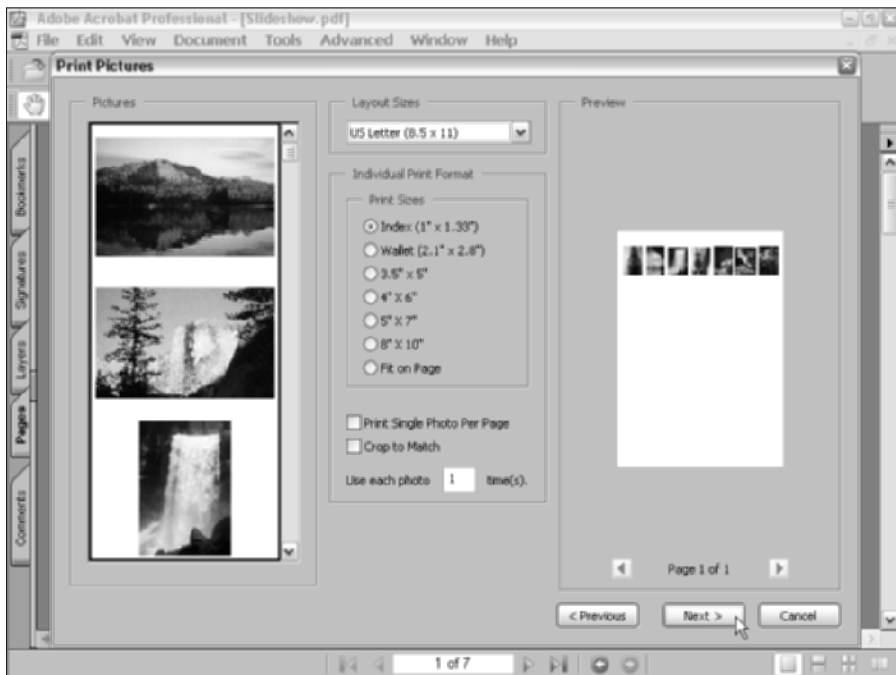 Adobe Acrobat Professional - [Slideshow.pdf]
File Edit View Document Tools Advanced Window Help
Print Pictures
Bookmarks
Signatures
Layers
Pages
Comments
Pictures
Layout Sizes
US Letter (8.5 x 11)
Individual Print Format
Print Sizes
Index (1" x 1.33")
Wallet (2.1" x 2.8")
3.5" x 5"
4" X 6"
5" X 7"
8" X 10"
Fit on Page
Print Single Photo Per Page
Crop to Match
Use each photo 1 time(s).
Preview
Page 1 of 1
< Previous Next > Cancel
1 of 7